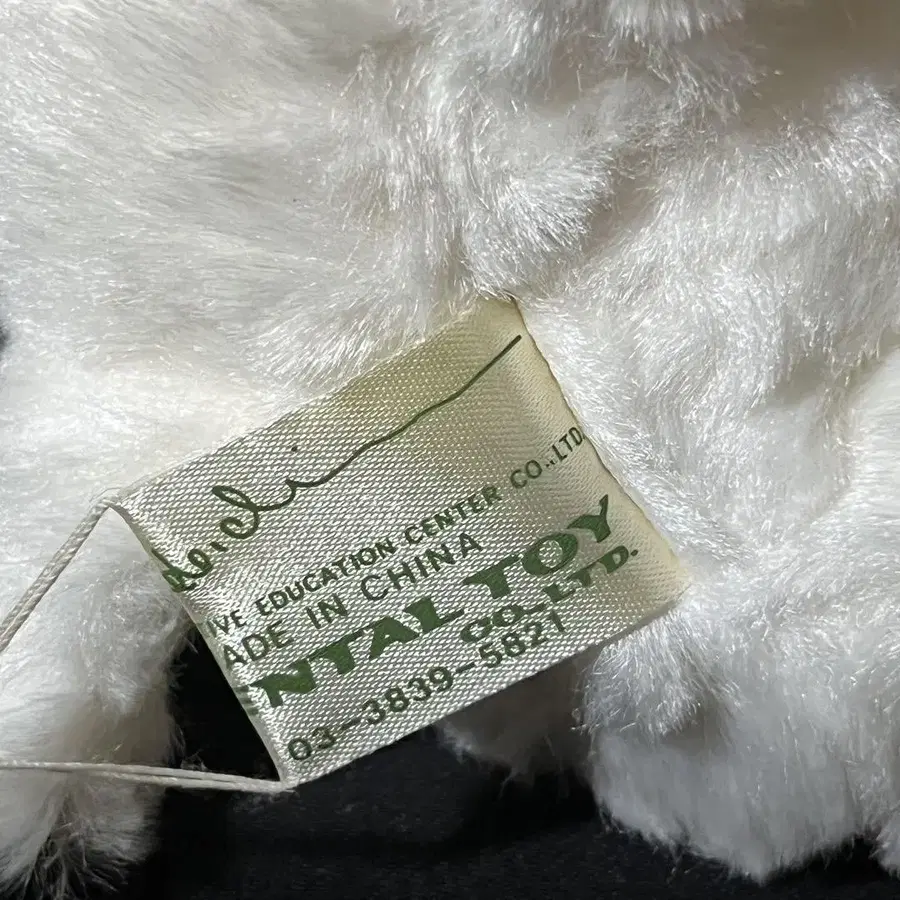 IVE EDUCATION CENTER CO.,LTD.
ADE IN CHINA
NTAL TOY
CO.,LTD.
03-3839-5821